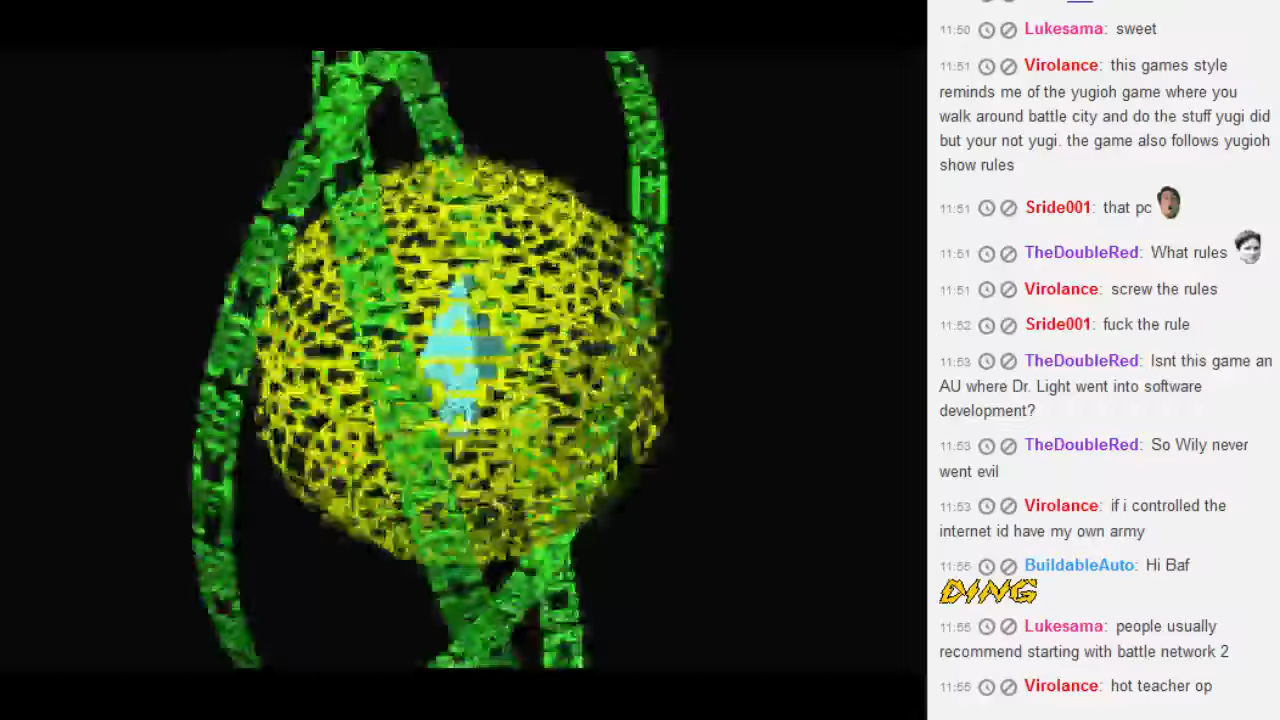 11:50 Lukesama: sweet
11:51 Virolance: this games style
reminds me of the yugioh game where you
walk around battle city and do the stuff yugi did
but your not yugi. the game also follows yugioh
show rules
11:51 Sride001: that pc
11:51 TheDoubleRed: What rules
11:51 Virolance: screw the rules
11:52 Sride001: fuck the rule
11:53 TheDoubleRed: Isnt this game an
AU where Dr. Light went into software
development?
11:53 TheDoubleRed: So Wily never
went evil
11:53 Virolance: if i controlled the
internet id have my own army
11:55 BuildableAuto: Hi Baf
DING
11:55 Lukesama: people usually
recommend starting with battle network 2
11:55 Virolance: hot teacher op